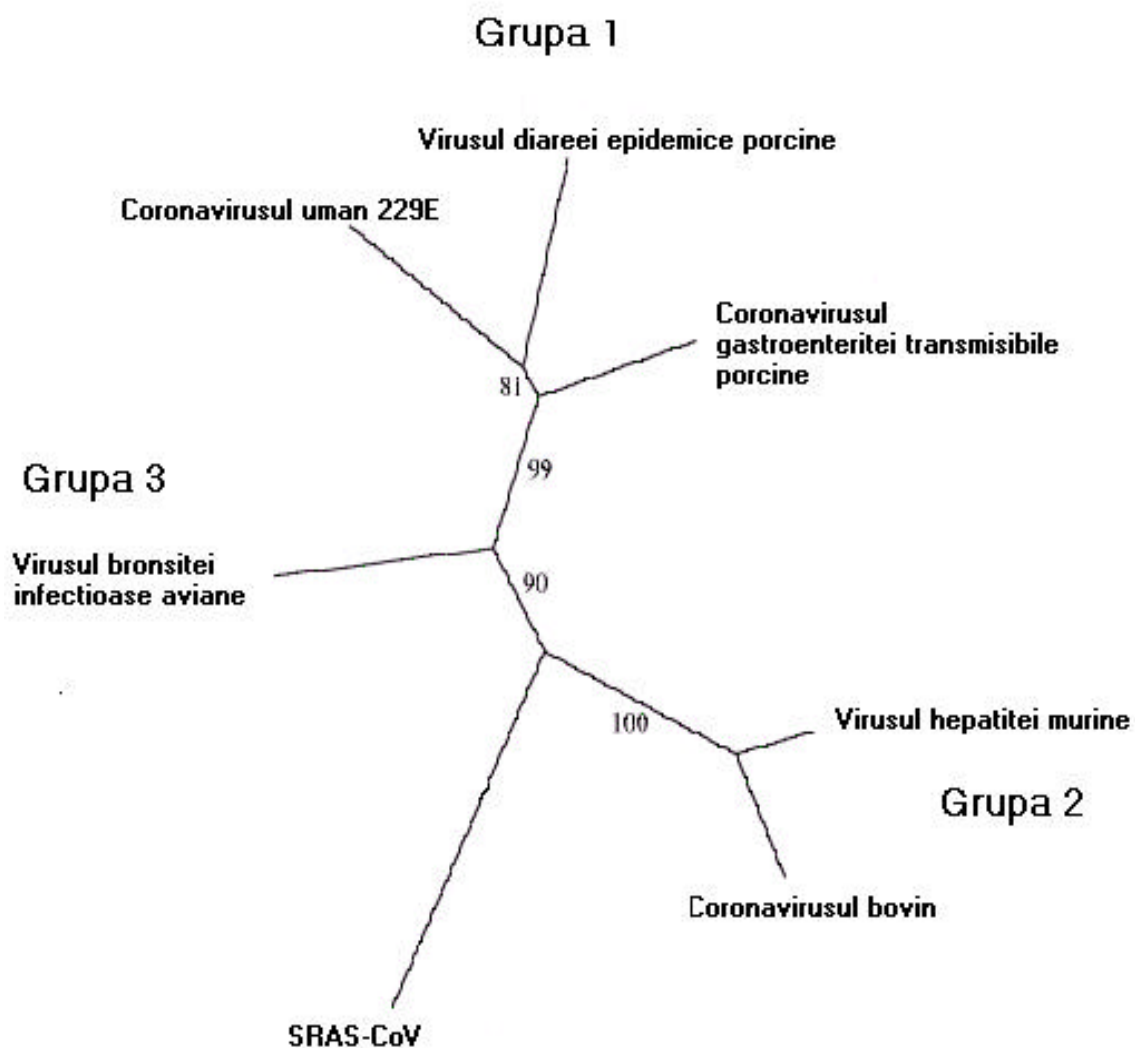 Grupa 1
Virusul diareei epidemice porcine
Coronavirusul uman 229E
Coronavirusul
gastroenteritei transmisibile
porcine
81
99
Grupa 3
Virusul bronsitei
infectioase aviane
90
100
Virusul hepatitei murine
Grupa 2
Coronavirusul bovin
SRAS-CoV